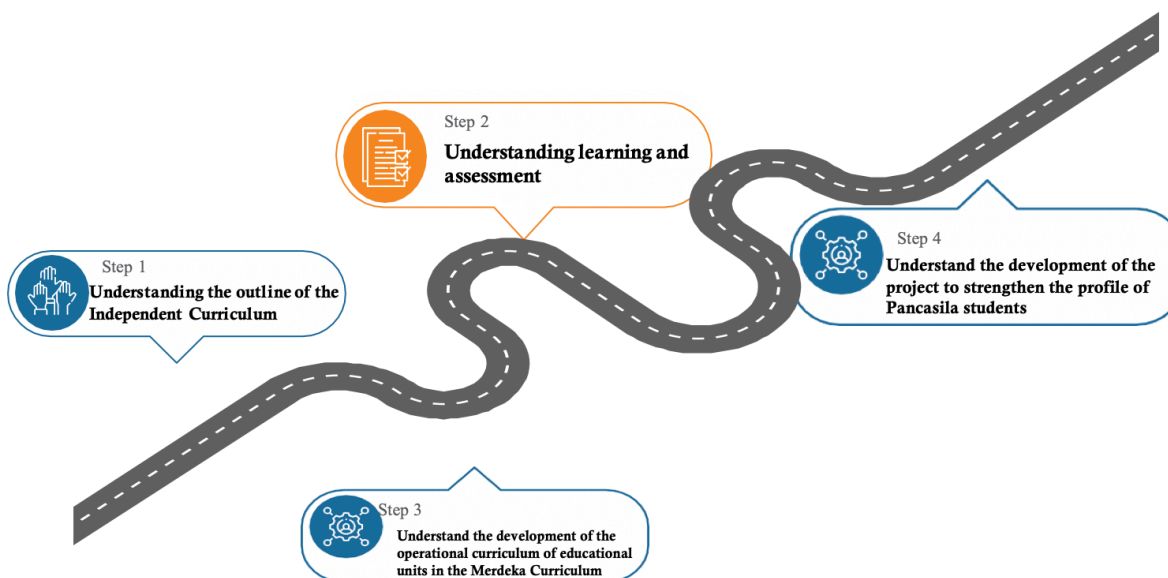 Step 1
Understanding the outline of the
Independent Curriculum
Step 2
Understanding learning and
assessment
Step 3
Understand the development of the
operational curriculum of educational
units in the Merdeka Curriculum
Step 4
Understand the development of the
project to strengthen the profile of
Pancasila students